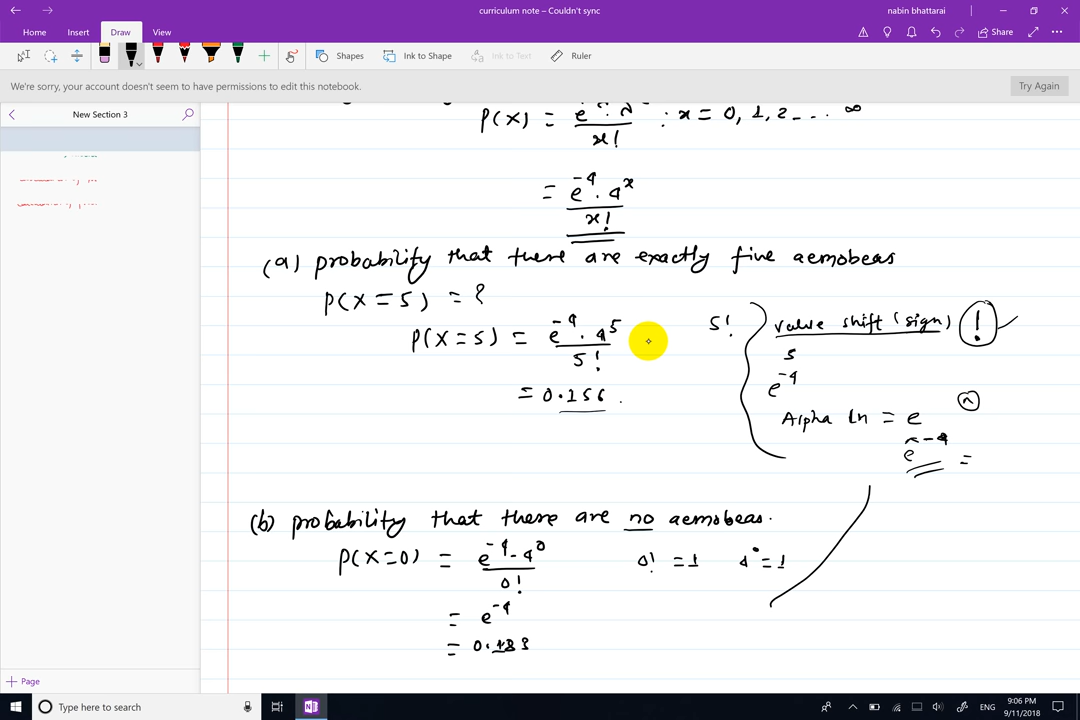 curriculum note – Couldn't sync
nabin bhattarai
Home Insert Draw View
Share
Shapes Ink to Shape Ink to Text Ruler
We're sorry, your account doesn't seem to have permissions to edit this notebook.
Try Again
New Section 3
P(X) = e . λ / x! : x = 0, 1, 2 - . . . ∞
= e^-4 . 4^x / x!
(a) probability that there are exactly five aemobeas
P(X = 5) = ?
P(X = 5) = e^-4 . 4^5 / 5!
= 0.156 .
5!
valve shift (sign) !
5
e^-4
Alpha ln = e ^
e^-4 =
(b) probability that there are no aemobeas.
P(X=0) = e^-4 - 4^0 / 0!
0! = 1 4^0 = 1
= e^-4
Page
Type here to search
ENG
9:06 PM
9/11/2018